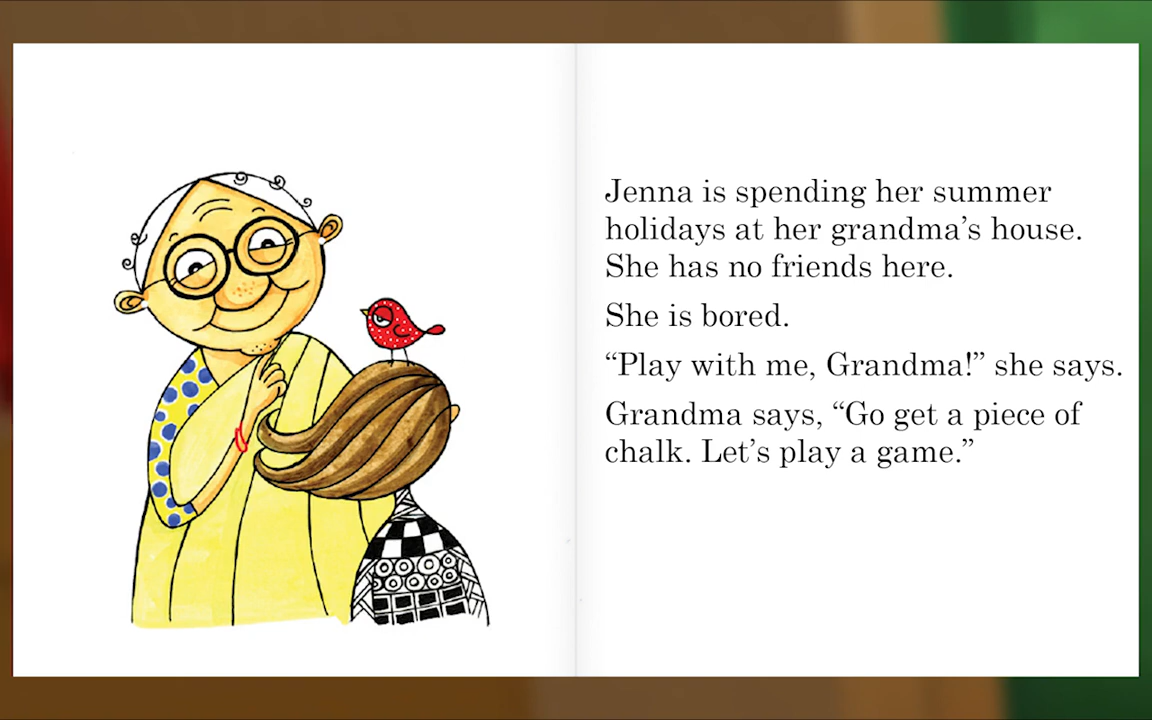 Jenna is spending her summer
holidays at her grandma’s house.
She has no friends here.
She is bored.
“Play with me, Grandma!” she says.
Grandma says, “Go get a piece of
chalk. Let’s play a game.”